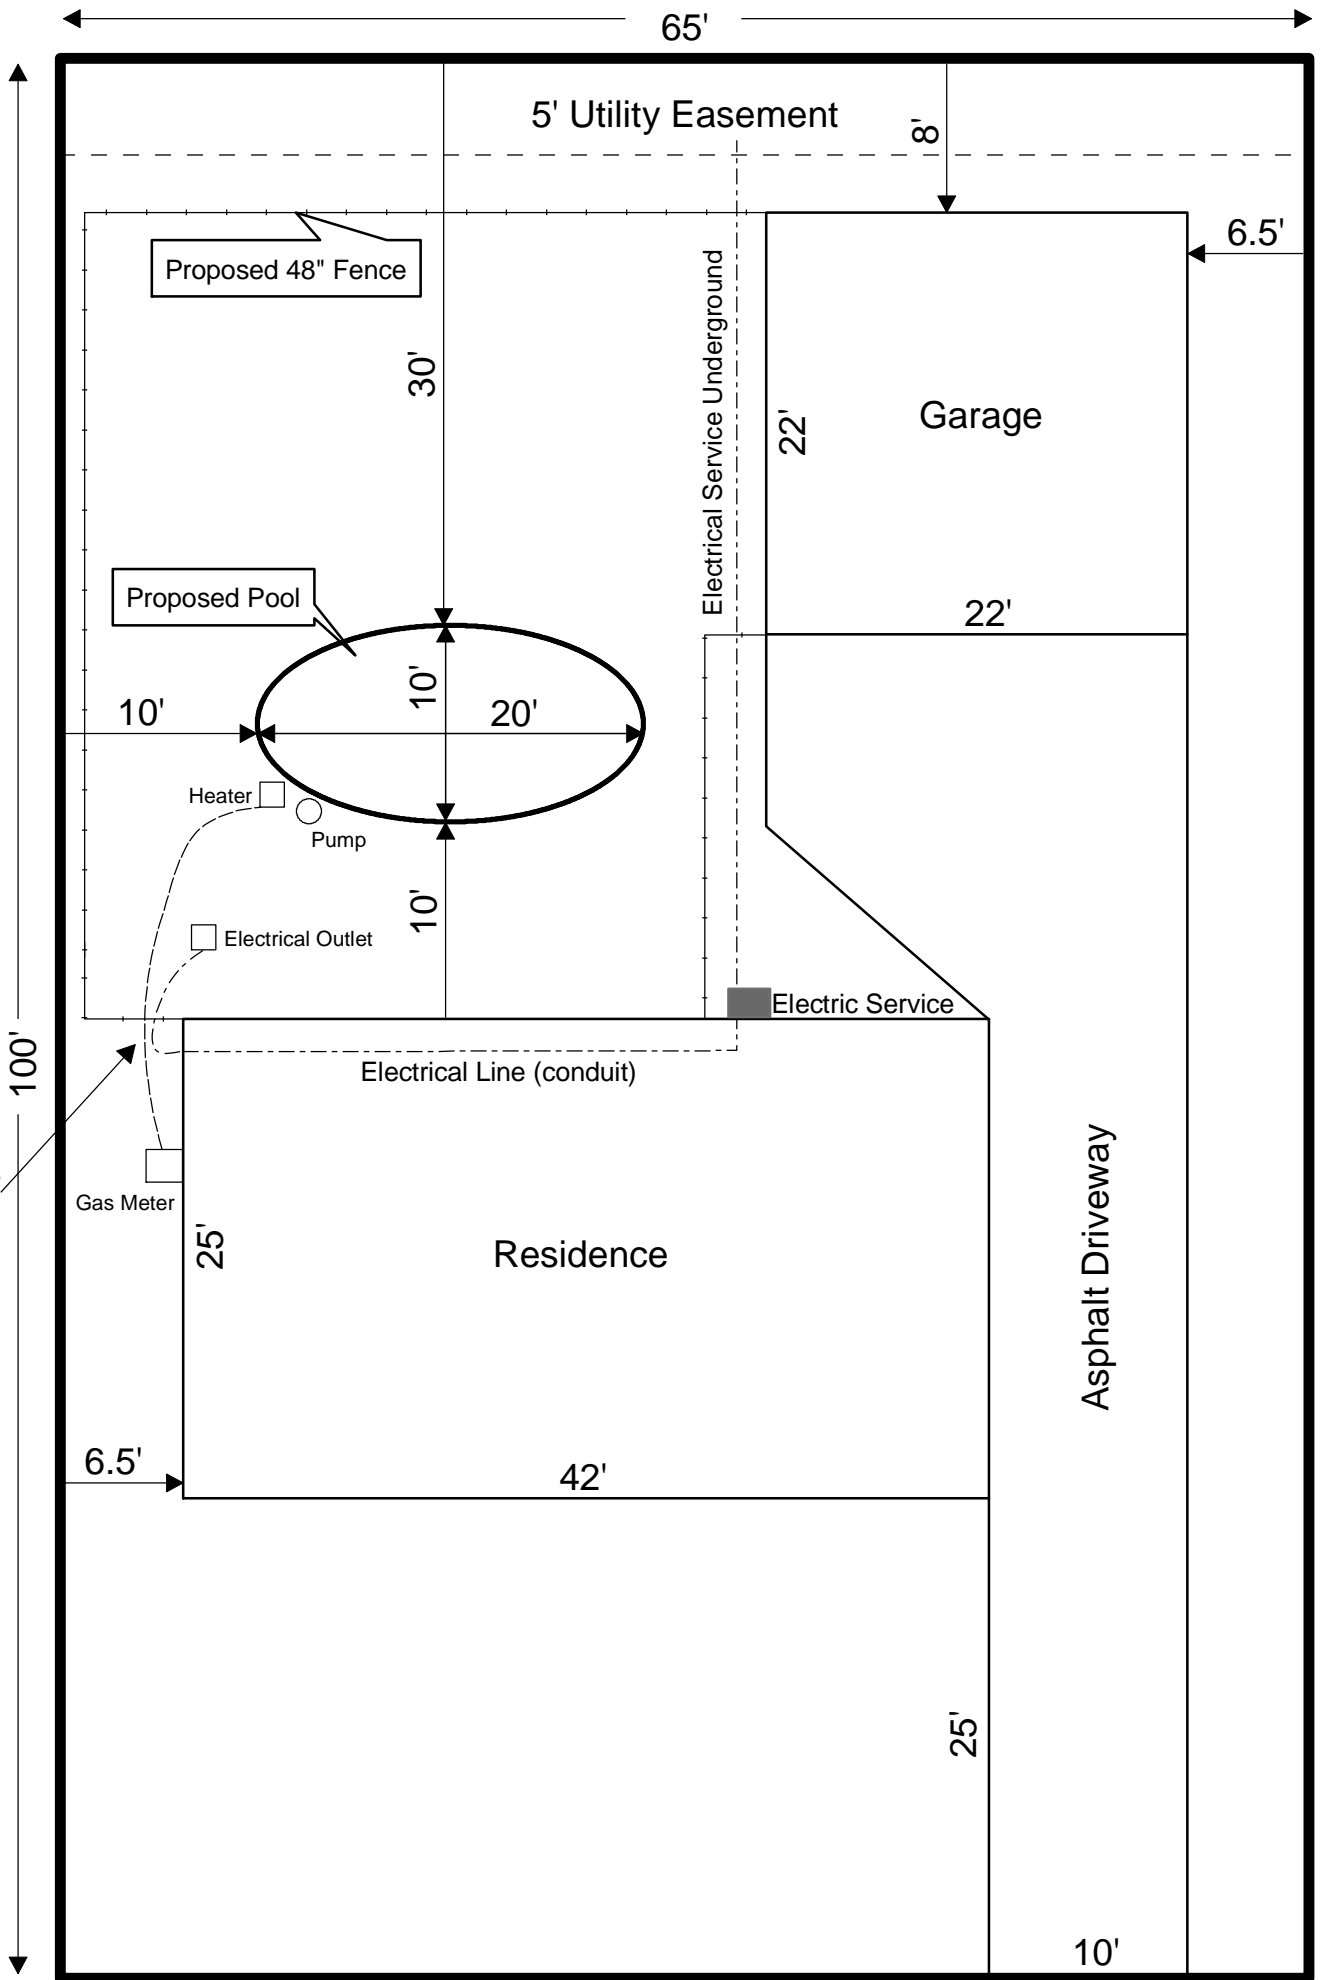 65'
5' Utility Easement
8'
6.5'
Proposed 48" Fence
30'
Electrical Service Underground
22'
Garage
Proposed Pool
22'
10'
10'
20'
Heater
Pump
10'
Electrical Outlet
Electric Service
100'
Electrical Line (conduit)
Gas Meter
25'
Residence
Asphalt Driveway
6.5'
42'
25'
10'